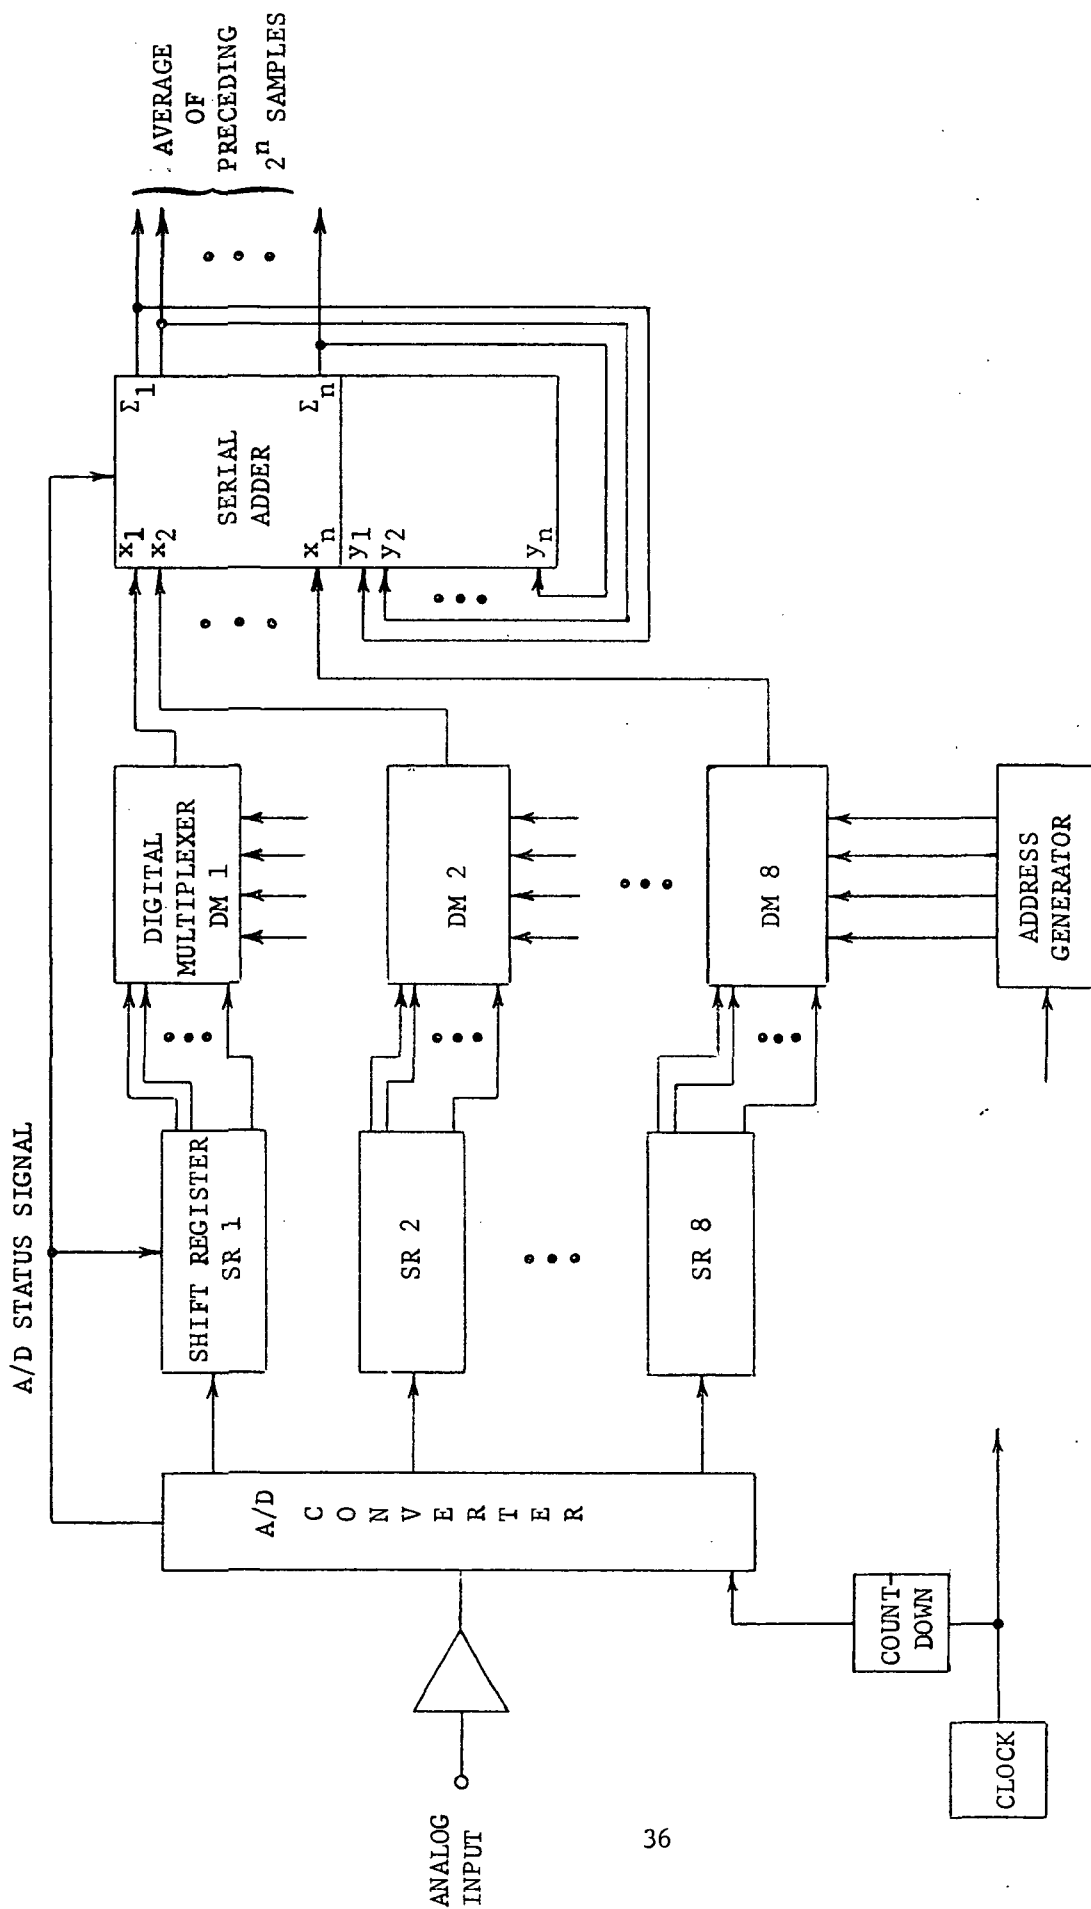 A/D STATUS SIGNAL
ANALOG
INPUT
A/D
C
O
N
V
E
R
T
E
R
SHIFT REGISTER
SR 1
SR 2
SR 8
DIGITAL
MULTIPLEXER
DM 1
DM 2
DM 8
x1
x2
xn
y1
y2
yn
SERIAL
ADDER
Σ1
Σn
AVERAGE
OF
PRECEDING
2^n SAMPLES
CLOCK
COUNT-
DOWN
ADDRESS
GENERATOR
36